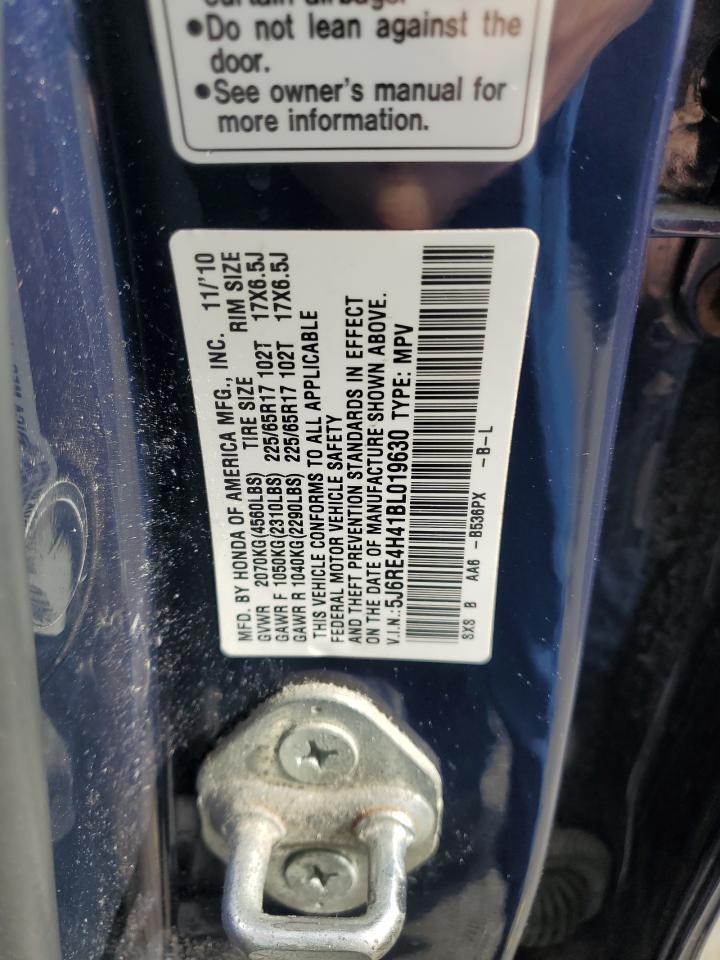 curtain airbags.
●Do not lean against the
door.
●See owner's manual for
more information.
MFD. BY HONDA OF AMERICA MFG., INC. 11/'10
TIRE SIZE RIM SIZE
GVWR 2070KG(4560LBS)
GAWR F 1050KG(2310LBS) 225/65R17 102T 17X6.5J
GAWR R 1040KG(2290LBS) 225/65R17 102T 17X6.5J
THIS VEHICLE CONFORMS TO ALL APPLICABLE
FEDERAL MOTOR VEHICLE SAFETY
AND THEFT PREVENTION STANDARDS IN EFFECT
ON THE DATE OF MANUFACTURE SHOWN ABOVE.
V.I.N.:5J6RE4H41BL019630 TYPE: MPV
SXS B AA6 -B536PX -B-L